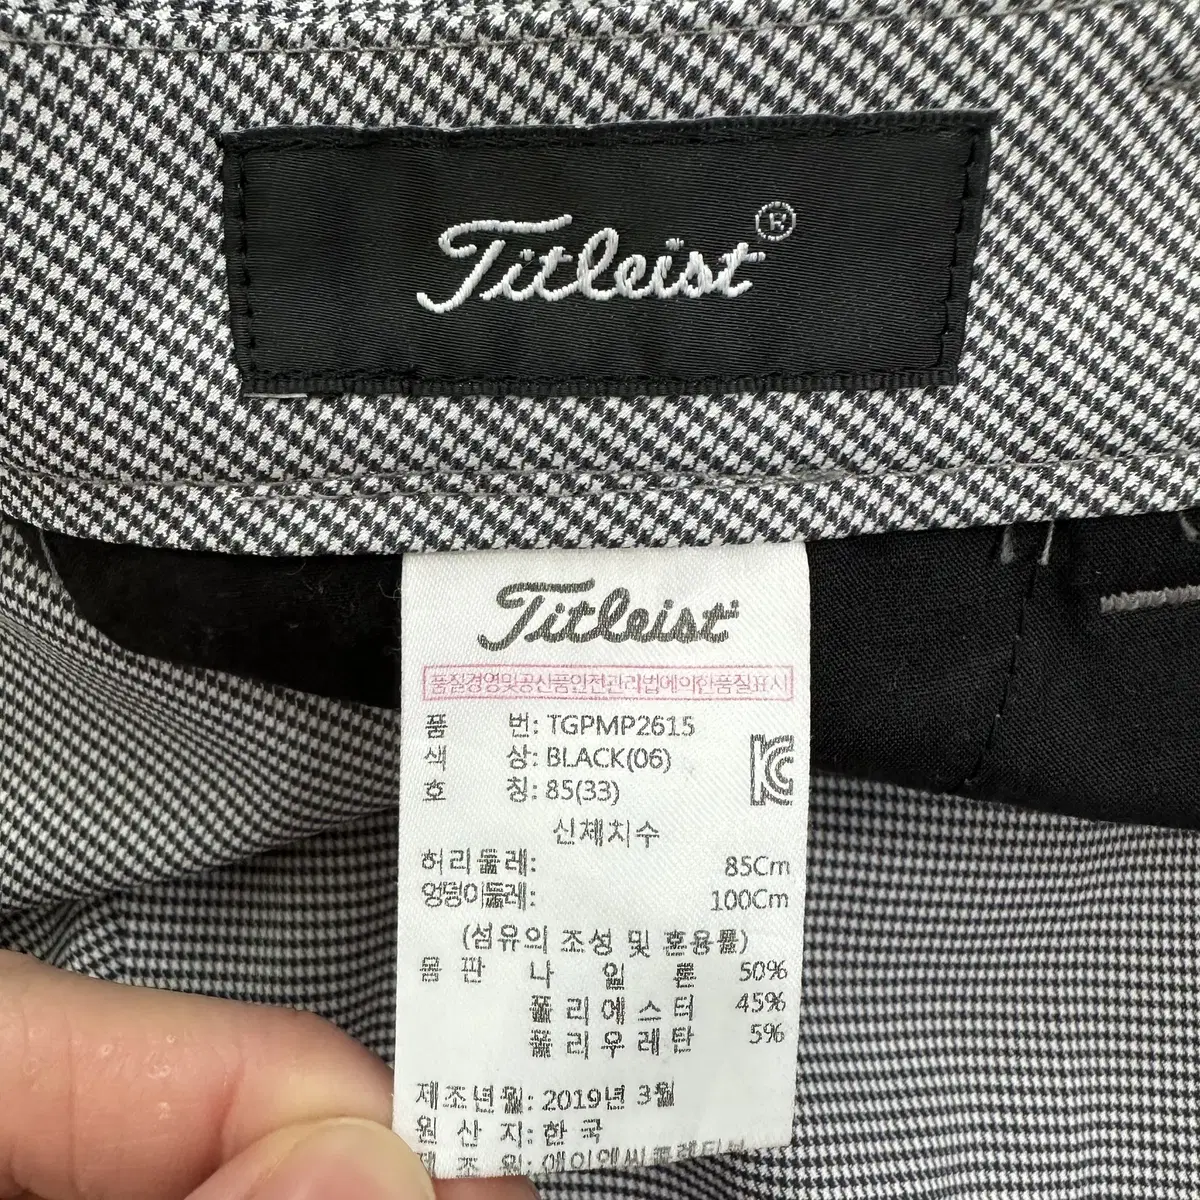 Titleist ®
Titleist
품질경영및공산품안전관리법에의한품질표시
품 번: TGPMP2615
색 상: BLACK(06)
호 칭: 85(33)
신체치수
허리둘레: 85Cm
엉덩이둘레: 100Cm
(섬유의 조성 및 혼용률)
몸 판 나 일 론 50%
폴 리 에 스 터 45%
폴 리 우 레 탄 5%
제조년월: 2019년 3월
원 산 지: 한 국
제 조 원: